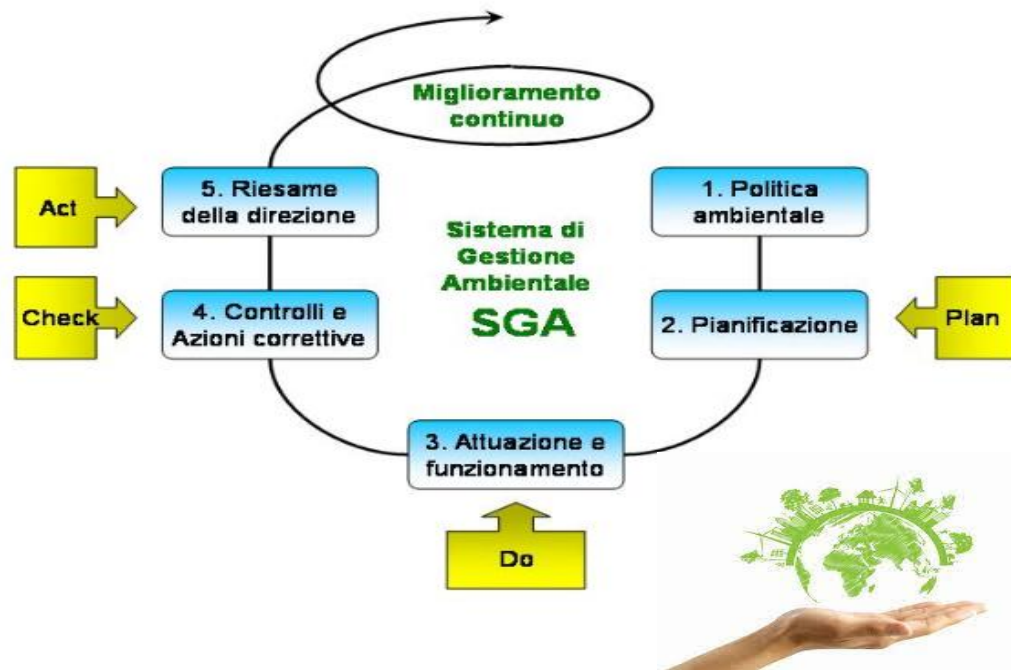 Miglioramento
continuo
Act
5. Riesame
della direzione
1. Politica
ambientale
Sistema di
Gestione
Ambientale
SGA
Check
4. Controlli e
Azioni correttive
2. Pianificazione
Plan
3. Attuazione e
funzionamento
Do